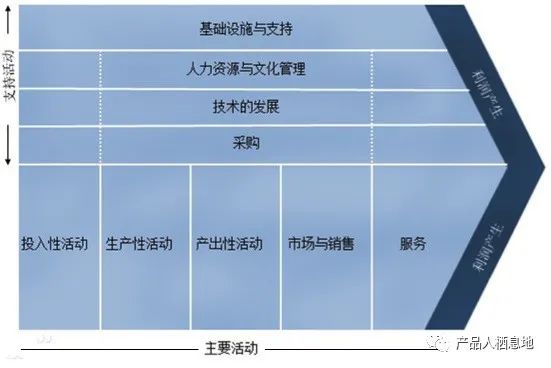 支持活动
基础设施与支持
人力资源与文化管理
技术的发展
采购
利润产生
投入性活动
生产性活动
产出性活动
市场与销售
服务
利润产生
主要活动
产品人栖息地